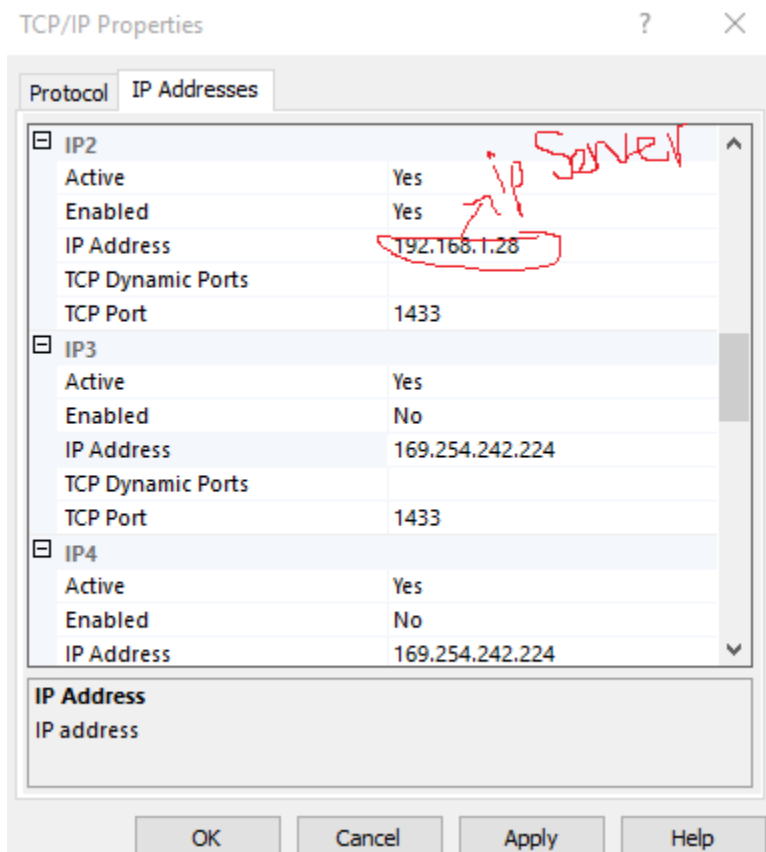 TCP/IP Properties ? ×
Protocol IP Addresses
IP2
ip Server
Active Yes
Enabled Yes
IP Address 192.168.1.28
TCP Dynamic Ports
TCP Port 1433
IP3
Active Yes
Enabled No
IP Address 169.254.242.224
TCP Dynamic Ports
TCP Port 1433
IP4
Active Yes
Enabled No
IP Address 169.254.242.224
IP Address
IP address
OK Cancel Apply Help